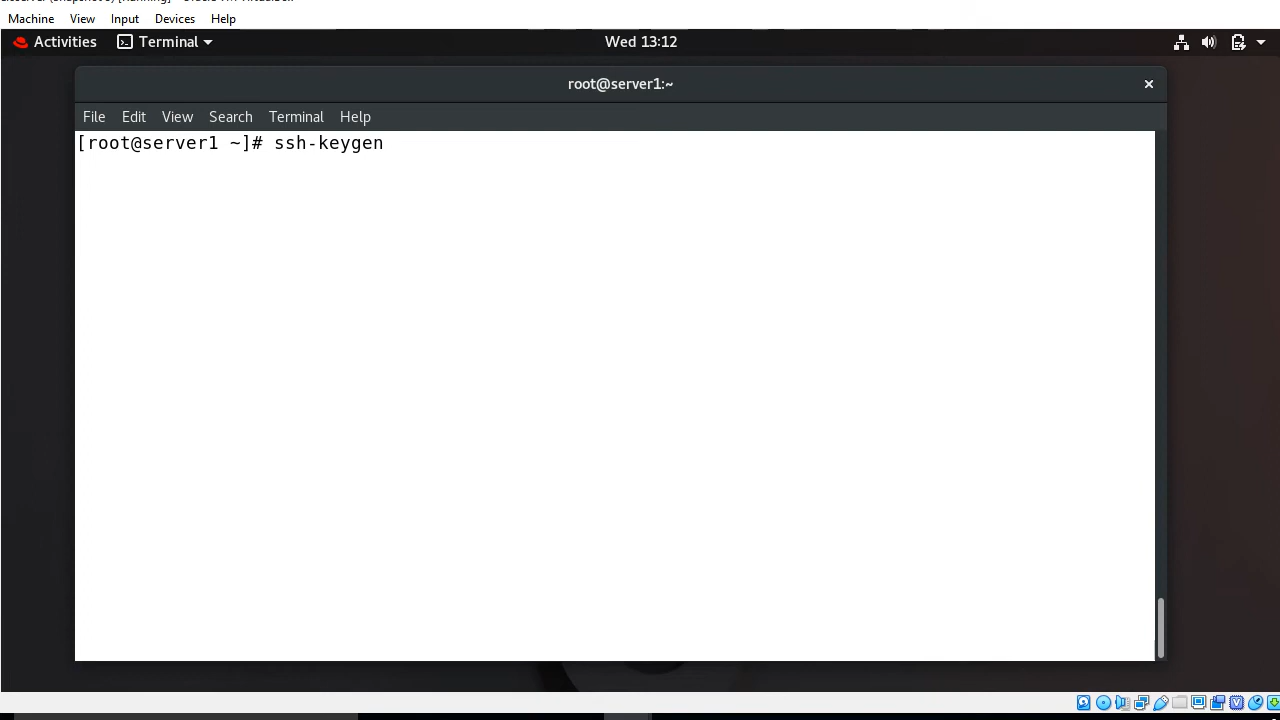 Machine View Input Devices Help
Activities Terminal Wed 13:12
root@server1:~
File Edit View Search Terminal Help
[root@server1 ~]# ssh-keygen